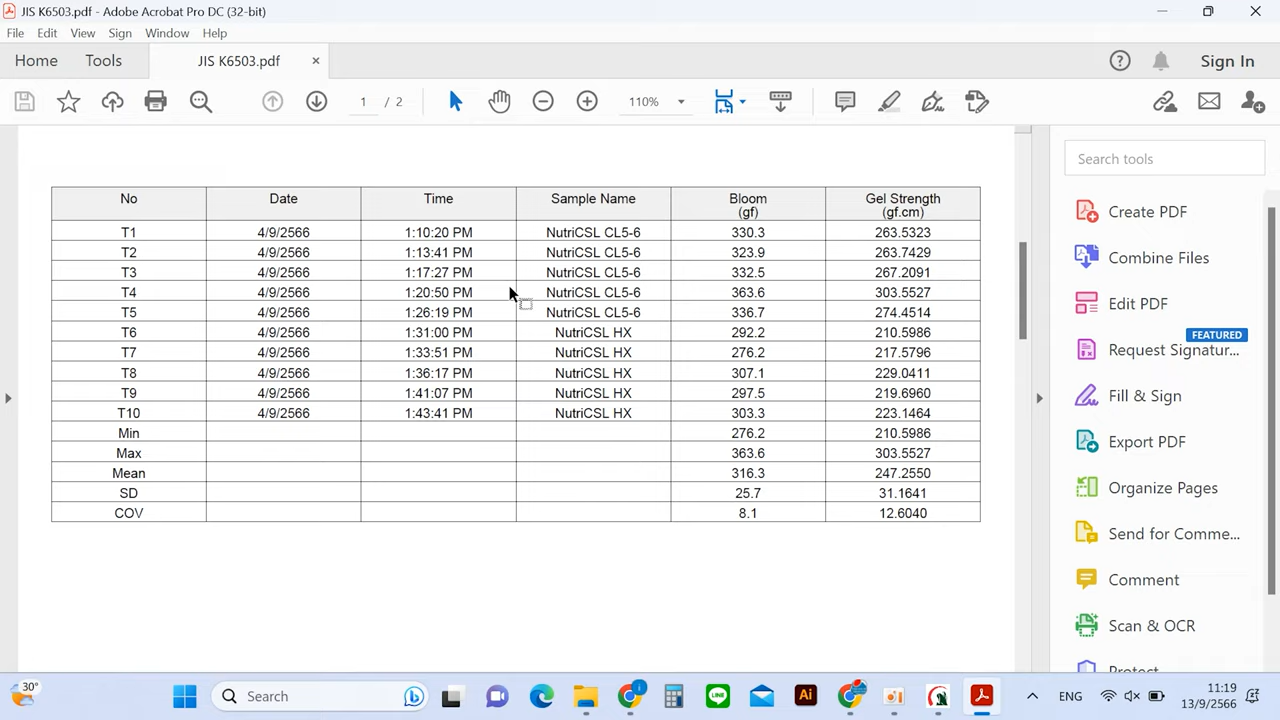 JIS K6503.pdf - Adobe Acrobat Pro DC (32-bit)
File Edit View Sign Window Help
Home Tools JIS K6503.pdf × Sign In
1 / 2 110%
Search tools
Create PDF
Combine Files
Edit PDF
FEATURED
Request Signatur...
Fill & Sign
Export PDF
Organize Pages
Send for Comme...
Comment
Scan & OCR
No Date Time Sample Name Bloom (gf) Gel Strength (gf.cm)
T1 4/9/2566 1:10:20 PM NutriCSL CL5-6 330.3 263.5323
T2 4/9/2566 1:13:41 PM NutriCSL CL5-6 323.9 263.7429
T3 4/9/2566 1:17:27 PM NutriCSL CL5-6 332.5 267.2091
T4 4/9/2566 1:20:50 PM NutriCSL CL5-6 363.6 303.5527
T5 4/9/2566 1:26:19 PM NutriCSL CL5-6 336.7 274.4514
T6 4/9/2566 1:31:00 PM NutriCSL HX 292.2 210.5986
T7 4/9/2566 1:33:51 PM NutriCSL HX 276.2 217.5796
T8 4/9/2566 1:36:17 PM NutriCSL HX 307.1 229.0411
T9 4/9/2566 1:41:07 PM NutriCSL HX 297.5 219.6960
T10 4/9/2566 1:43:41 PM NutriCSL HX 303.3 223.1464
Min 276.2 210.5986
Max 363.6 303.5527
Mean 316.3 247.2550
SD 25.7 31.1641
COV 8.1 12.6040
30° Search LINE Ai ENG 11:19
13/9/2566